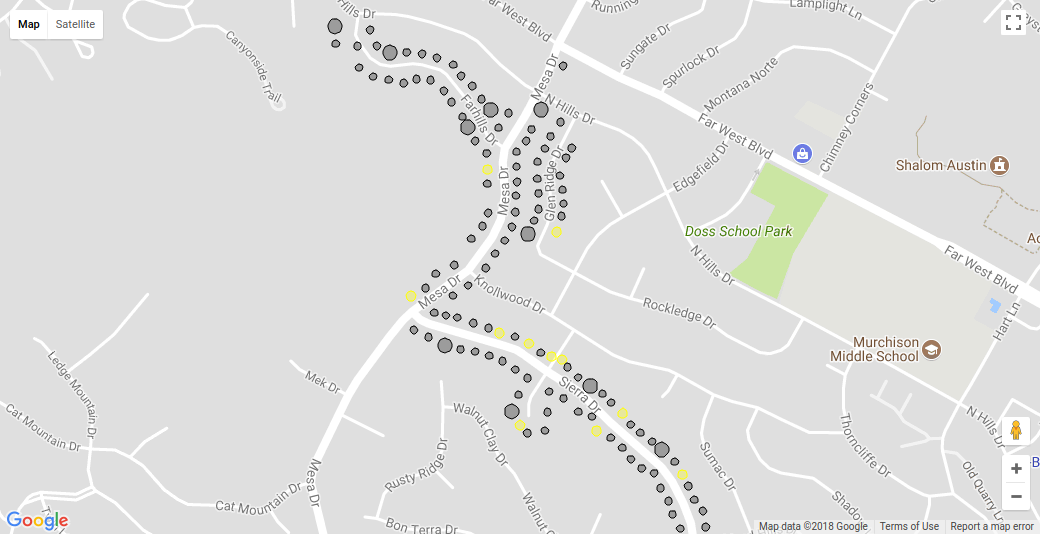 Hills Dr
Far West Blvd
Running
Lamplight Ln
Map
Satellite
Canyonside Trail
Sungate Dr
Spurlock Dr
Montana Norte
Mesa Dr
N Hills Dr
Farhills Dr
Far West Blvd
Chimney Corners
Shalom Austin
Edgefield Dr
Glen Ridge Dr
Mesa Dr
Doss School Park
N Hills Dr
Far West Blvd
Mesa Dr
Knollwood Dr
Rockledge Dr
Hart Ln
Murchison
Middle School
Ledge Mountain Dr
Mek Dr
Sierra Dr
Cat Mountain Dr
Walnut Clay Dr
N Hills Dr
Thorncliffe Dr
Sumac Dr
Rusty Ridge Dr
Mesa Dr
Cat Mountain Dr
Old Quarry Ln
Walnut
Bon Terra Dr
Google
Map data ©2018 Google
Terms of Use
Report a map error